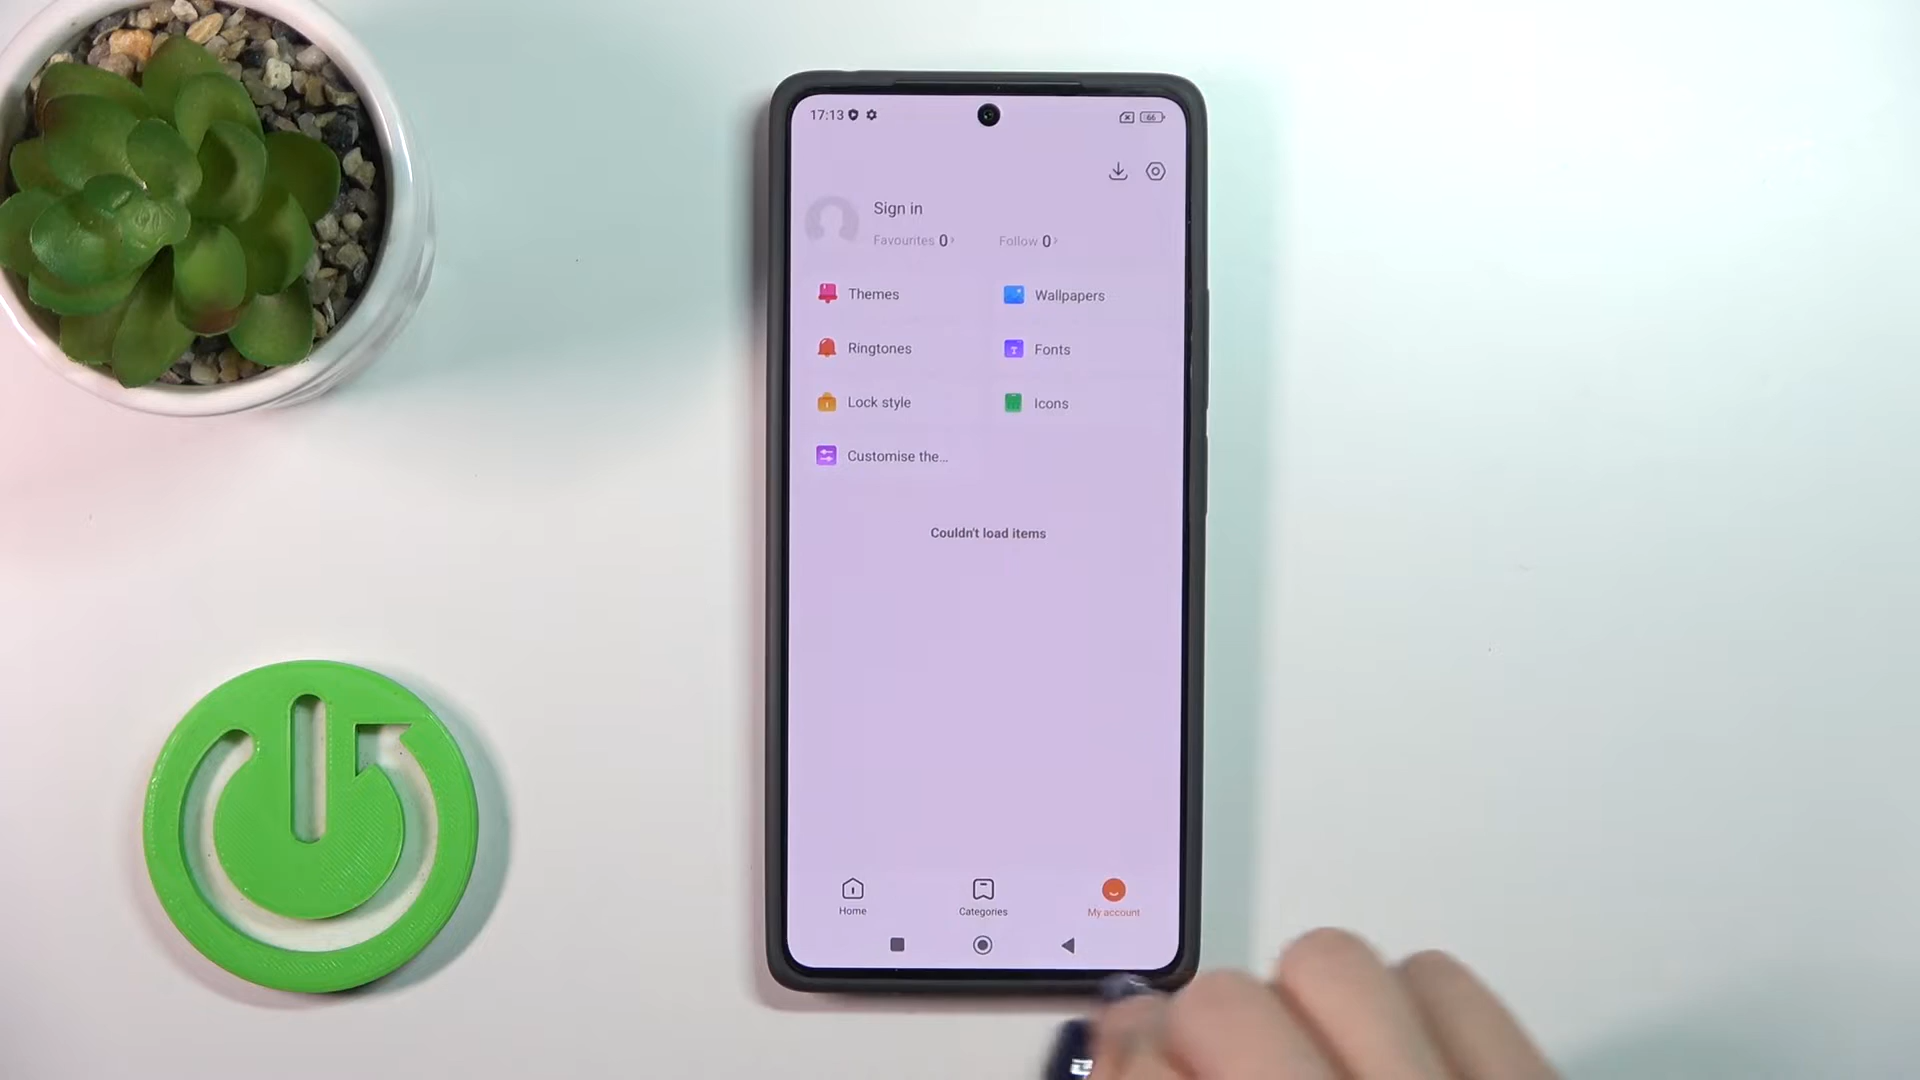 17:13
66
Sign in
Favourites 0 Follow 0
Themes Wallpapers
Ringtones Fonts
Lock style Icons
Customise the...
Couldn't load items
Home Categories My account